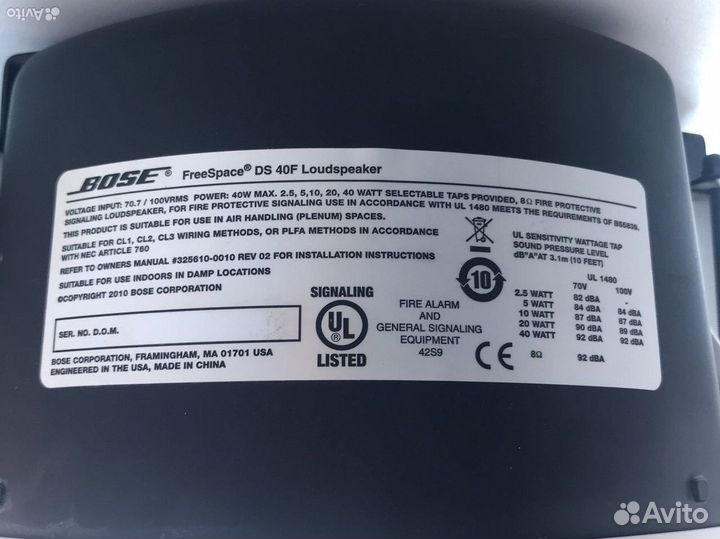 Avito
BOSE® FreeSpace® DS 40F Loudspeaker
VOLTAGE INPUT: 70.7 / 100VRMS POWER: 40W MAX. 2.5, 5,10, 20, 40 WATT SELECTABLE TAPS PROVIDED, 8Ω FIRE PROTECTIVE
SIGNALING LOUDSPEAKER, FOR FIRE PROTECTIVE SIGNALING USE IN ACCORDANCE WITH UL 1480 MEETS THE REQUIREMENTS OF BS5839.
THIS PRODUCT IS SUITABLE FOR USE IN AIR HANDLING (PLENUM) SPACES.
SUITABLE FOR CL1, CL2, CL3 WIRING METHODS, OR PLFA METHODS IN ACCORDANCE
WITH NEC ARTICLE 760
REFER TO OWNERS MANUAL #325610-0010 REV 02 FOR INSTALLATION INSTRUCTIONS
SUITABLE FOR USE INDOORS IN DAMP LOCATIONS
©COPYRIGHT 2010 BOSE CORPORATION
SER. NO. D.O.M.
BOSE CORPORATION, FRAMINGHAM, MA 01701 USA
ENGINEERED IN THE USA, MADE IN CHINA
SIGNALING
UL
®
LISTED
FIRE ALARM
AND
GENERAL SIGNALING
EQUIPMENT
42S9
10
CE
UL SENSITIVITY WATTAGE TAP
SOUND PRESSURE LEVEL
dB"A"AT 3.1m (10 FEET)
UL 1480
70V 100V
2.5 WATT 82 dBA
5 WATT 84 dBA 84 dBA
10 WATT 87 dBA 87 dBA
20 WATT 90 dBA 89 dBA
40 WATT 92 dBA 92 dBA
8Ω 92 dBA
Avito